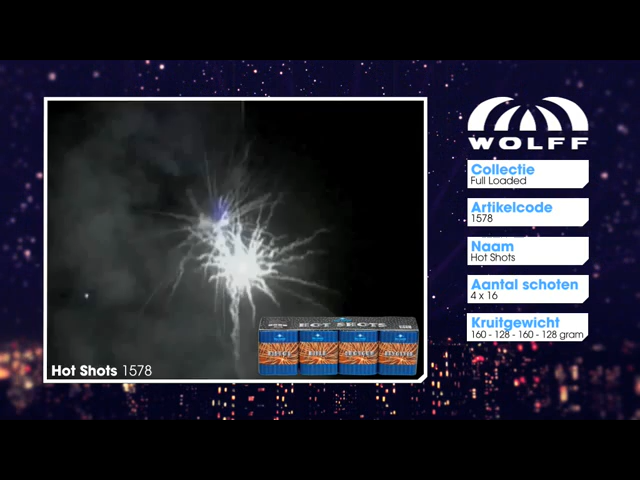 WOLFF
Collectie
Full Loaded
Artikelcode
1578
Naam
Hot Shots
Aantal schoten
4 x 16
Kruitgewicht
160 - 128 - 160 - 128 gram
HOT SHOTS
Hot Shots 1578